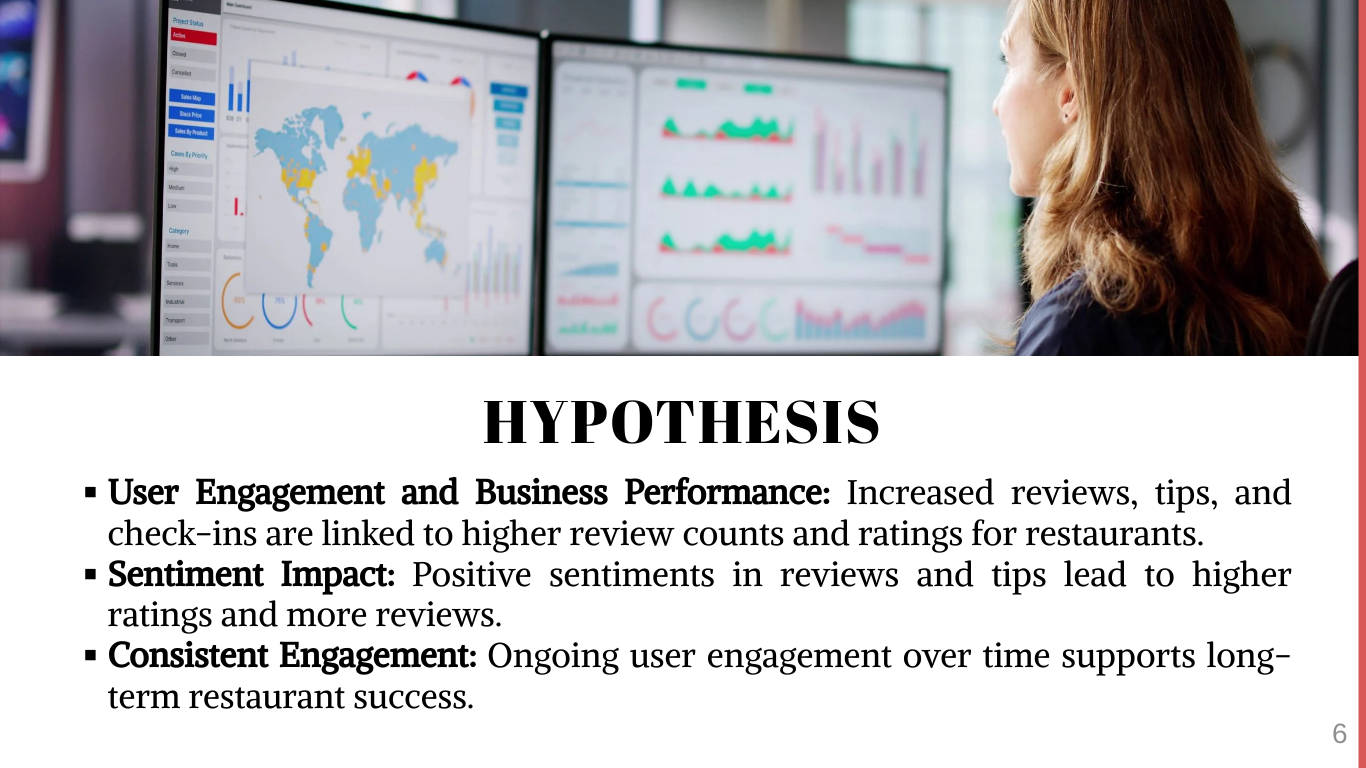 Main Dashboard
Project Status
Active
Closed
Cancelled
Sales Map
Stock Price
Sales By Product
Cases By Priority
High
Medium
Low
Category
Home
Tools
Services
Industrial
Transport
Other
HYPOTHESIS
▪ User Engagement and Business Performance: Increased reviews, tips, and
check-ins are linked to higher review counts and ratings for restaurants.
▪ Sentiment Impact: Positive sentiments in reviews and tips lead to higher
ratings and more reviews.
▪ Consistent Engagement: Ongoing user engagement over time supports long-
term restaurant success.
6